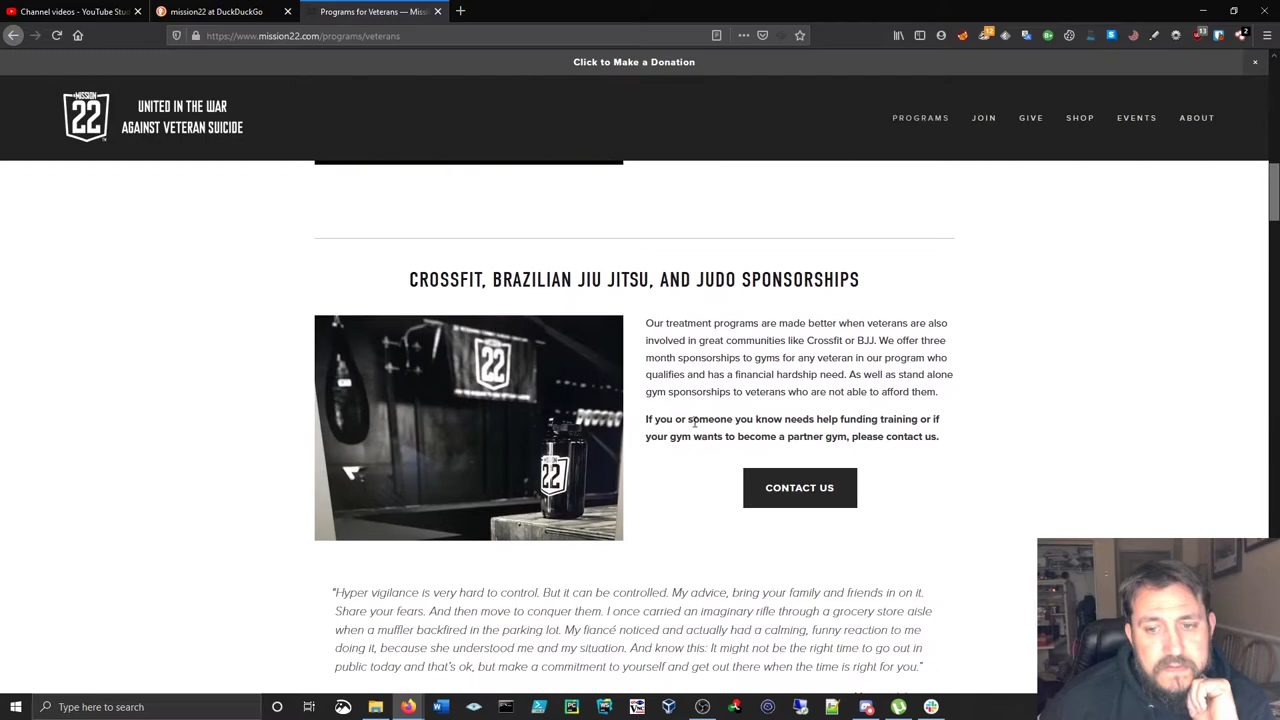 Channel videos - YouTube Stud
mission22 at DuckDuckGo
Programs for Veterans — Missi
https://www.mission22.com/programs/veterans
12
13
2
Click to Make a Donation
MISSION
22
UNITED IN THE WAR
AGAINST VETERAN SUICIDE
PROGRAMS
JOIN
GIVE
SHOP
EVENTS
ABOUT
CROSSFIT, BRAZILIAN JIU JITSU, AND JUDO SPONSORSHIPS
22
22
Our treatment programs are made better when veterans are also
involved in great communities like Crossfit or BJJ. We offer three
month sponsorships to gyms for any veteran in our program who
qualifies and has a financial hardship need. As well as stand alone
gym sponsorships to veterans who are not able to afford them.
If you or someone you know needs help funding training or if
your gym wants to become a partner gym, please contact us.
CONTACT US
“Hyper vigilance is very hard to control. But it can be controlled. My advice, bring your family and friends in on it.
Share your fears. And then move to conquer them. I once carried an imaginary rifle through a grocery store aisle
when a muffler backfired in the parking lot. My fiancé noticed and actually had a calming, funny reaction to me
doing it, because she understood me and my situation. And know this: It might not be the right time to go out in
public today and that’s ok, but make a commitment to yourself and get out there when the time is right for you.”
Type here to search